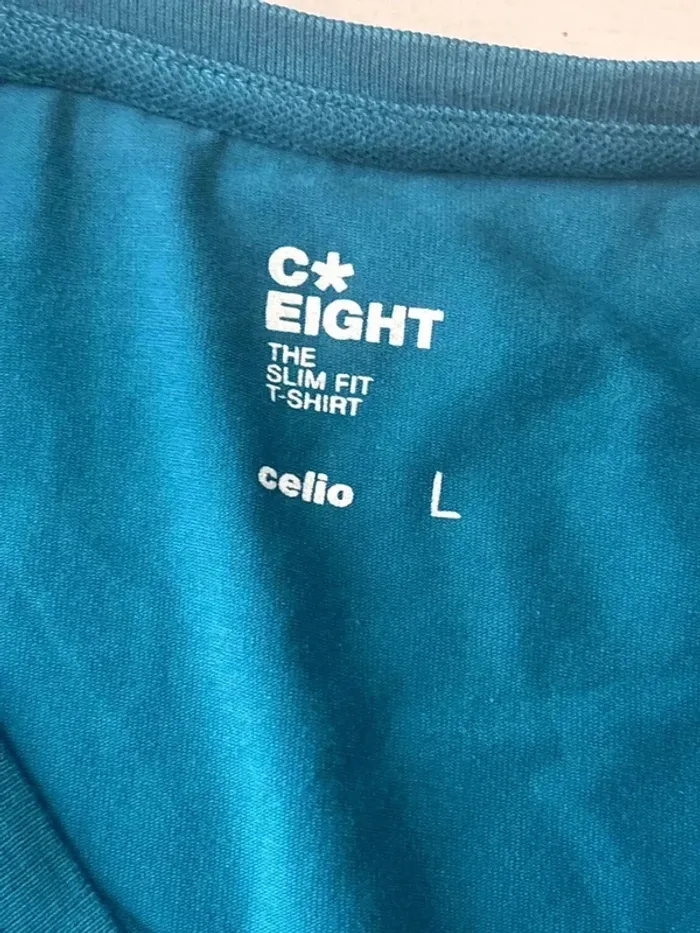 C*
EIGHT
THE
SLIM FIT
T-SHIRT
celio L